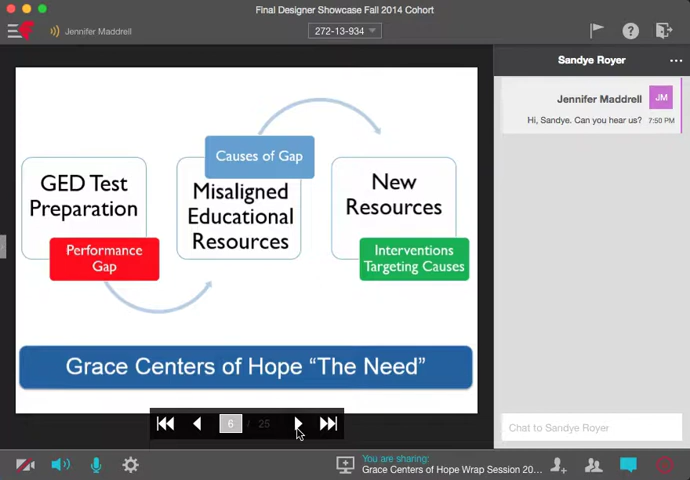 Final Designer Showcase Fall 2014 Cohort
Jennifer Maddrell
272-13-934
?
Sandye Royer
Jennifer Maddrell
JM
Hi, Sandye. Can you hear us?
7:50 PM
Causes of Gap
GED Test
Preparation
Performance
Gap
Misaligned
Educational
Resources
New
Resources
Interventions
Targeting Causes
Grace Centers of Hope “The Need”
6 / 25
Chat to Sandye Royer
You are sharing:
Grace Centers of Hope Wrap Session 20...